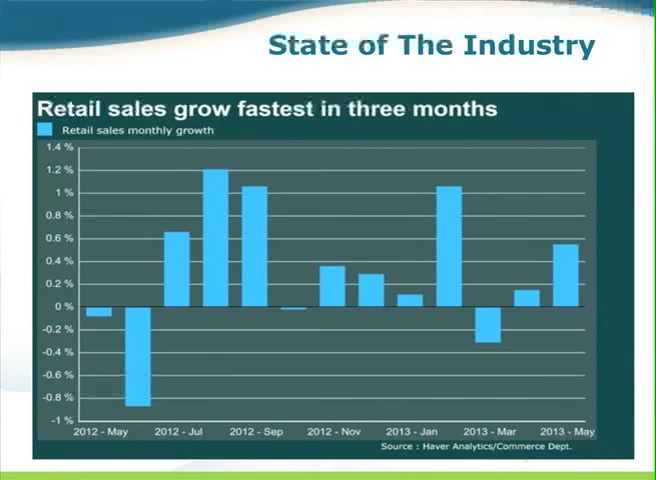 State of The Industry
Retail sales grow fastest in three months
Retail sales monthly growth
1.4 %
1.2 %
1 %
0.8 %
0.6 %
0.4 %
0.2 %
0 %
-0.2 %
-0.4 %
-0.6 %
-0.8 %
-1 %
2012 - May 2012 - Jul 2012 - Sep 2012 - Nov 2013 - Jan 2013 - Mar 2013 - May
Source : Haver Analytics/Commerce Dept.